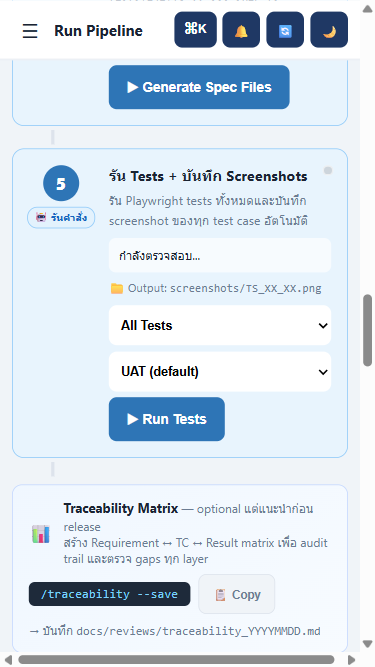 Run Pipeline
⌘K
▶ Generate Spec Files
5
รันคำสั่ง
รัน Tests + บันทึก Screenshots
รัน Playwright tests ทั้งหมดและบันทึก
screenshot ของทุก test case อัตโนมัติ
กำลังตรวจสอบ...
Output: screenshots/TS_XX_XX.png
All Tests
UAT (default)
▶ Run Tests
Traceability Matrix — optional แต่แนะนำก่อน
release
สร้าง Requirement ↔ TC ↔ Result matrix เพื่อ audit
trail และตรวจ gaps ทุก layer
/traceability --save
Copy
→ บันทึก docs/reviews/traceability_YYYYMMDD.md